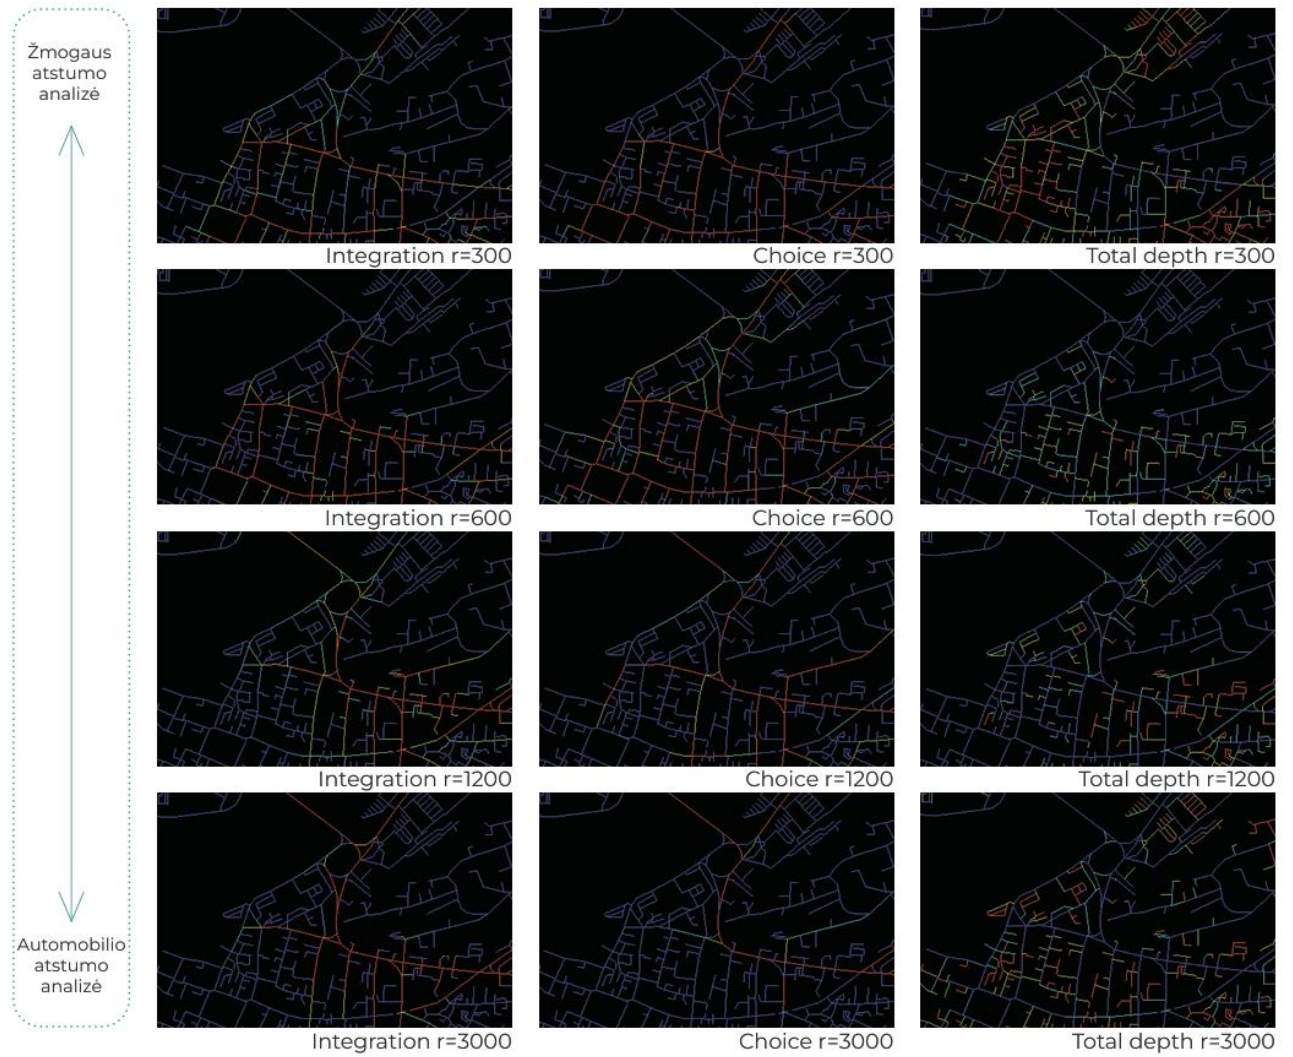 Žmogaus
atstumo
analizė
Integration r=300
Choice r=300
Total depth r=300
Integration r=600
Choice r=600
Total depth r=600
Integration r=1200
Choice r=1200
Total depth r=1200
Automobilio
atstumo
analizė
Integration r=3000
Choice r=3000
Total depth r=3000